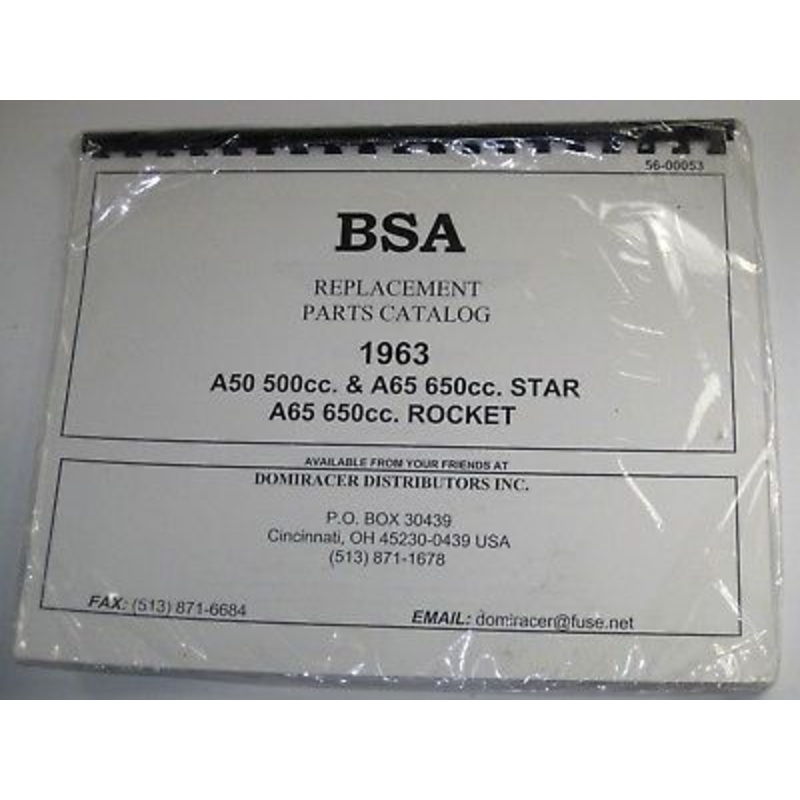 56-00053
BSA
REPLACEMENT
PARTS CATALOG
1963
A50 500cc. & A65 650cc. STAR
A65 650cc. ROCKET
AVAILABLE FROM YOUR FRIENDS AT
DOMIRACER DISTRIBUTORS INC.
P.O. BOX 30439
Cincinnati, OH 45230-0439 USA
(513) 871-1678
FAX: (513) 871-6684
EMAIL: domiracer@fuse.net